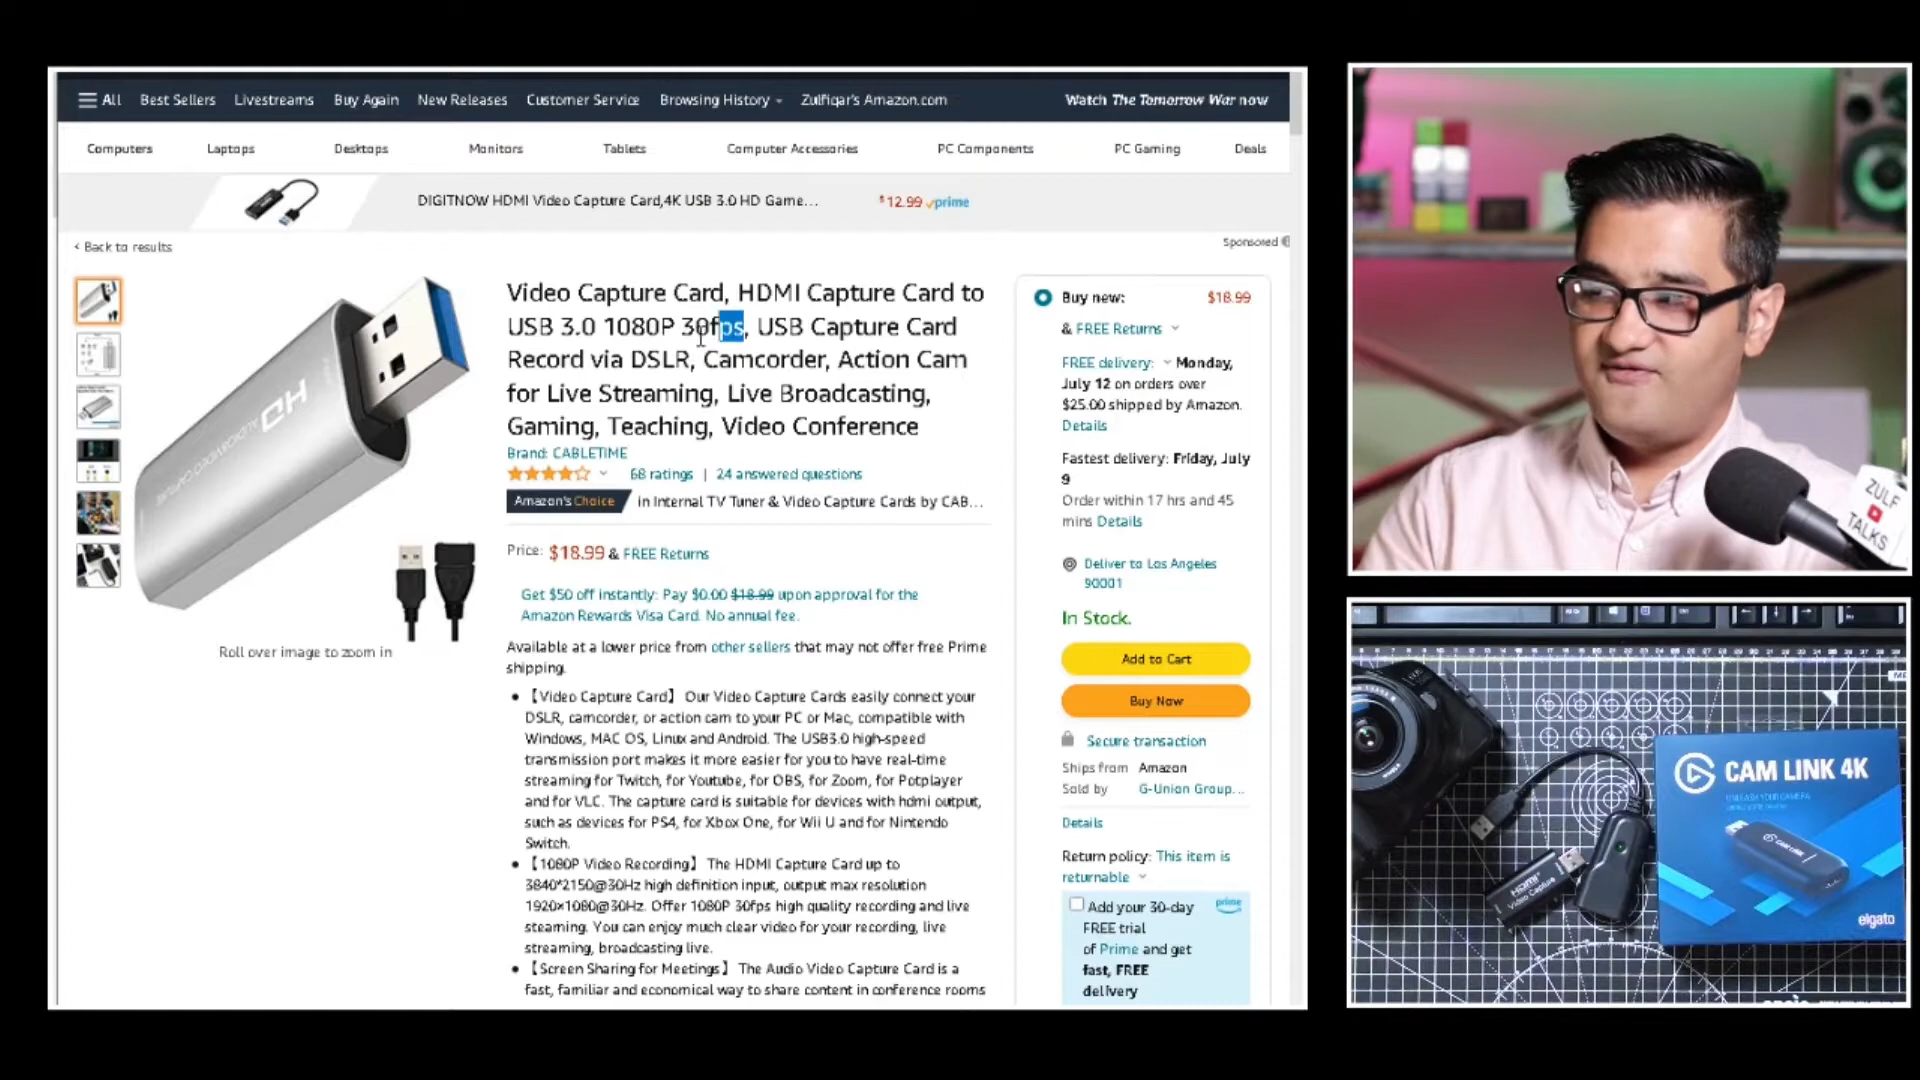 All Best Sellers Livestreams Buy Again New Releases Customer Service Browsing History Zulfiqar's Amazon.com Watch The Tomorrow War now
Computers Laptops Desktops Monitors Tablets Computer Accessories PC Components PC Gaming Deals
DIGITNOW HDMI Video Capture Card,4K USB 3.0 HD Game... $12.99 prime
< Back to results
Sponsored
Video Capture Card, HDMI Capture Card to
USB 3.0 1080P 30fps, USB Capture Card
Record via DSLR, Camcorder, Action Cam
for Live Streaming, Live Broadcasting,
Gaming, Teaching, Video Conference
Brand: CABLETIME
68 ratings | 24 answered questions
Amazon's Choice in Internal TV Tuner & Video Capture Cards by CAB...
Price: $18.99 & FREE Returns
Get $50 off instantly: Pay $0.00 $18.99 upon approval for the
Amazon Rewards Visa Card. No annual fee.
Available at a lower price from other sellers that may not offer free Prime
shipping.
• 【Video Capture Card】 Our Video Capture Cards easily connect your
DSLR, camcorder, or action cam to your PC or Mac, compatible with
Windows, MAC OS, Linux and Android. The USB3.0 high-speed
transmission port makes it more easier for you to have real-time
streaming for Twitch, for Youtube, for OBS, for Zoom, for Potplayer
and for VLC. The capture card is suitable for devices with hdmi output,
such as devices for PS4, for Xbox One, for Wii U and for Nintendo
Switch.
• 【1080P Video Recording】 The HDMI Capture Card up to
3840*2150@30Hz high definition input, output max resolution
1920×1080@30Hz. Offer 1080P 30fps high quality recording and live
steaming. You can enjoy much clear video for your recording, live
streaming, broadcasting live.
• 【Screen Sharing for Meetings】 The Audio Video Capture Card is a
fast, familiar and economical way to share content in conference rooms
HD AUDIO&VIDEO CAPTURE
Roll over image to zoom in
Buy new: $18.99
& FREE Returns
FREE delivery: Monday,
July 12 on orders over
$25.00 shipped by Amazon.
Details
Fastest delivery: Friday, July
9
Order within 17 hrs and 45
mins Details
Deliver to Los Angeles
90001
In Stock.
Add to Cart
Buy Now
Secure transaction
Ships from Amazon
Sold by G-Union Group...
Details
Return policy: This item is
returnable
Add your 30-day prime
FREE trial
of Prime and get
fast, FREE
delivery
ZULF
TALKS
CAM LINK 4K
CAM LINK
elgato
HDMI
Video Capture